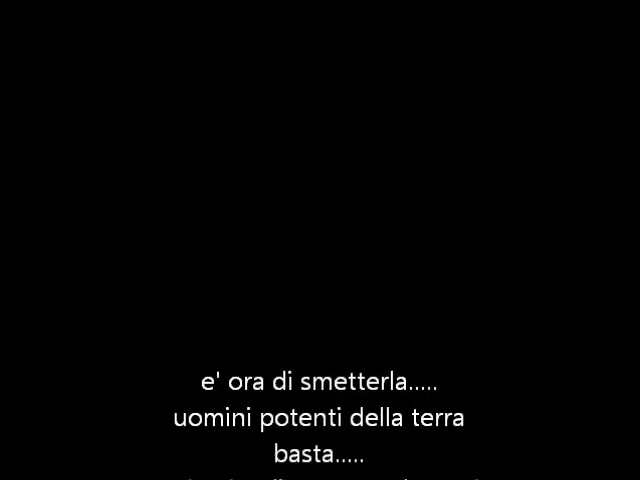 e' ora di smetterla.....
uomini potenti della terra
basta.....